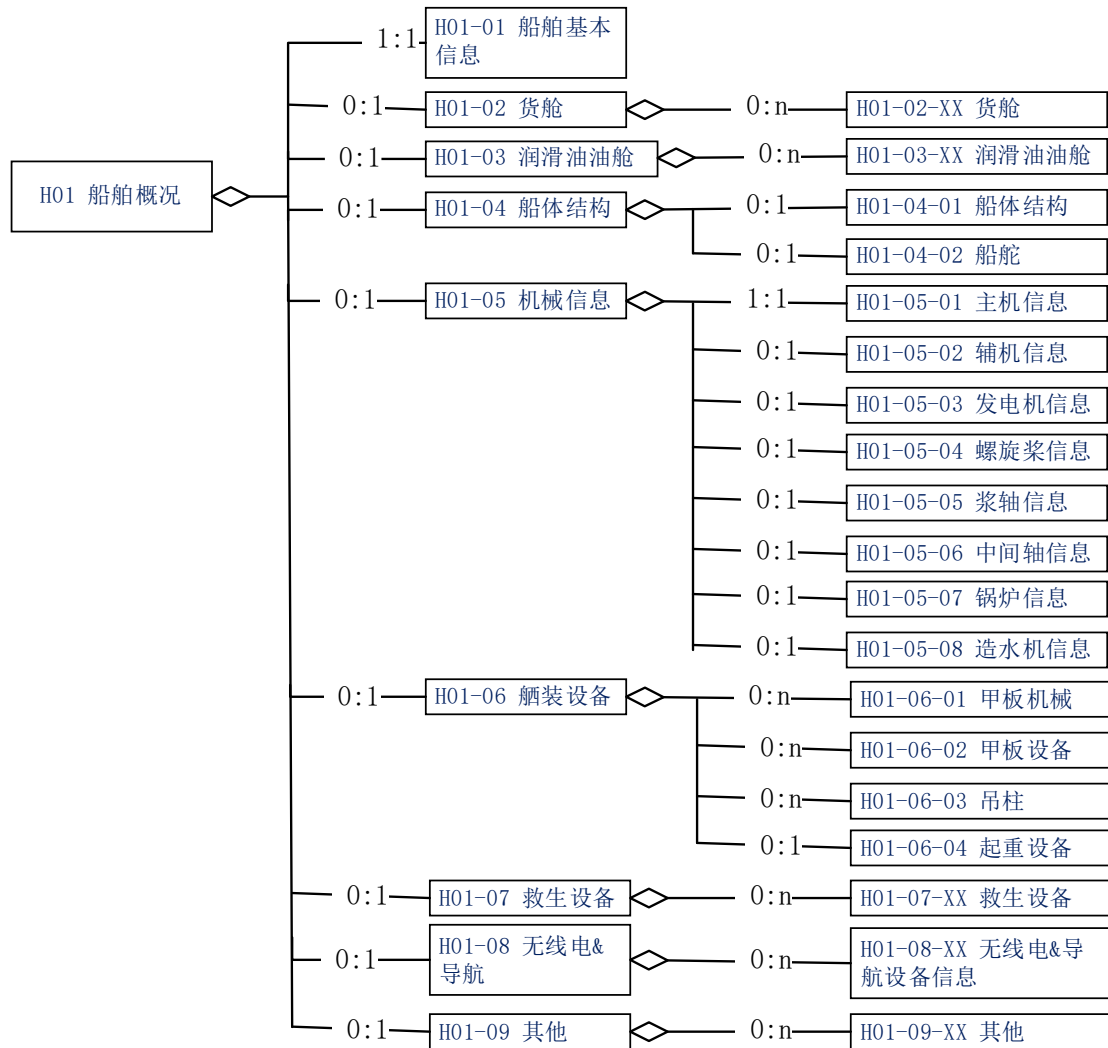 1:1
H01-01 船舶基本
信息
0:1
H01-02 货舱
0:n
H01-02-XX 货舱
0:1
H01-03 润滑油油舱
0:n
H01-03-XX 润滑油油舱
H01 船舶概况
0:1
H01-04 船体结构
0:1
H01-04-01 船体结构
0:1
H01-04-02 船舵
0:1
H01-05 机械信息
1:1
H01-05-01 主机信息
0:1
H01-05-02 辅机信息
0:1
H01-05-03 发电机信息
0:1
H01-05-04 螺旋桨信息
0:1
H01-05-05 浆轴信息
0:1
H01-05-06 中间轴信息
0:1
H01-05-07 锅炉信息
0:1
H01-05-08 造水机信息
0:1
H01-06 舾装设备
0:n
H01-06-01 甲板机械
0:n
H01-06-02 甲板设备
0:n
H01-06-03 吊柱
0:1
H01-06-04 起重设备
0:1
H01-07 救生设备
0:n
H01-07-XX 救生设备
0:1
H01-08 无线电&
导航
0:n
H01-08-XX 无线电&导
航设备信息
0:1
H01-09 其他
0:n
H01-09-XX 其他